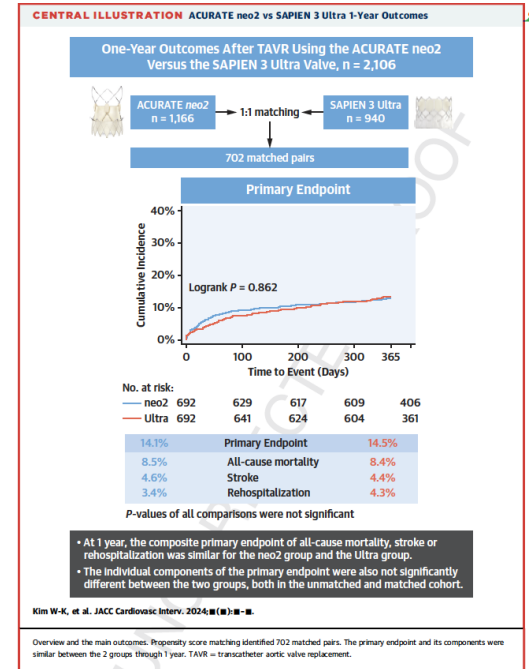 CENTRAL ILLUSTRATION ACURATE neo2 vs SAPIEN 3 Ultra 1-Year Outcomes
One-Year Outcomes After TAVR Using the ACURATE neo2
Versus the SAPIEN 3 Ultra Valve, n = 2,106
ACURATE neo2
n = 1,166
1:1 matching
SAPIEN 3 Ultra
n = 940
702 matched pairs
Primary Endpoint
Cumulative Incidence
40%
30%
20%
10%
0%
Logrank P = 0.862
0 100 200 300 365
Time to Event (Days)
No. at risk:
neo2 692 629 617 609 406
Ultra 692 641 624 604 361
14.1% Primary Endpoint 14.5%
8.5% All-cause mortality 8.4%
4.6% Stroke 4.4%
3.4% Rehospitalization 4.3%
P-values of all comparisons were not significant
• At 1 year, the composite primary endpoint of all-cause mortality, stroke or
rehospitalization was similar for the neo2 group and the Ultra group.
• The individual components of the primary endpoint were also not significantly
different between the two groups, both in the unmatched and matched cohort.
Kim W-K, et al. JACC Cardiovasc Interv. 2024;■(■):■–■.
Overview and the main outcomes. Propensity score matching identified 702 matched pairs. The primary endpoint and its components were
similar between the 2 groups through 1 year. TAVR = transcatheter aortic valve replacement.